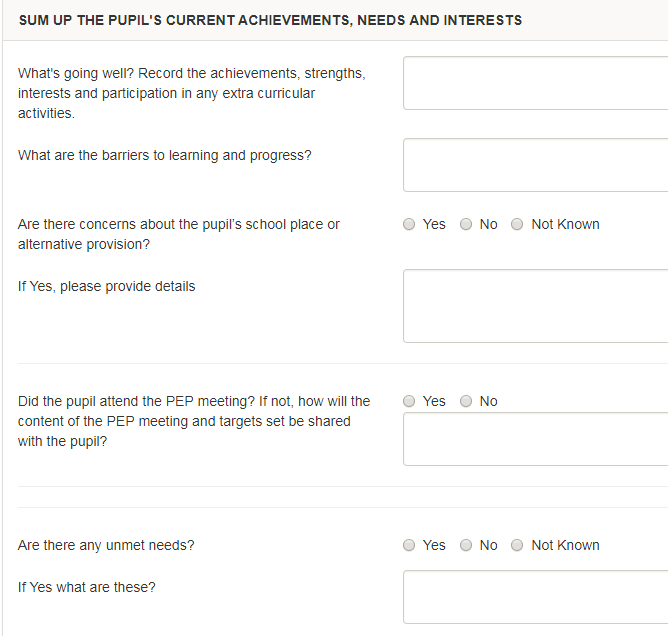 SUM UP THE PUPIL'S CURRENT ACHIEVEMENTS, NEEDS AND INTERESTS
What's going well? Record the achievements, strengths,
interests and participation in any extra curricular
activities.
What are the barriers to learning and progress?
Are there concerns about the pupil's school place or
alternative provision?
Yes No Not Known
If Yes, please provide details
Did the pupil attend the PEP meeting? If not, how will the
content of the PEP meeting and targets set be shared
with the pupil?
Yes No
Are there any unmet needs?
Yes No Not Known
If Yes what are these?